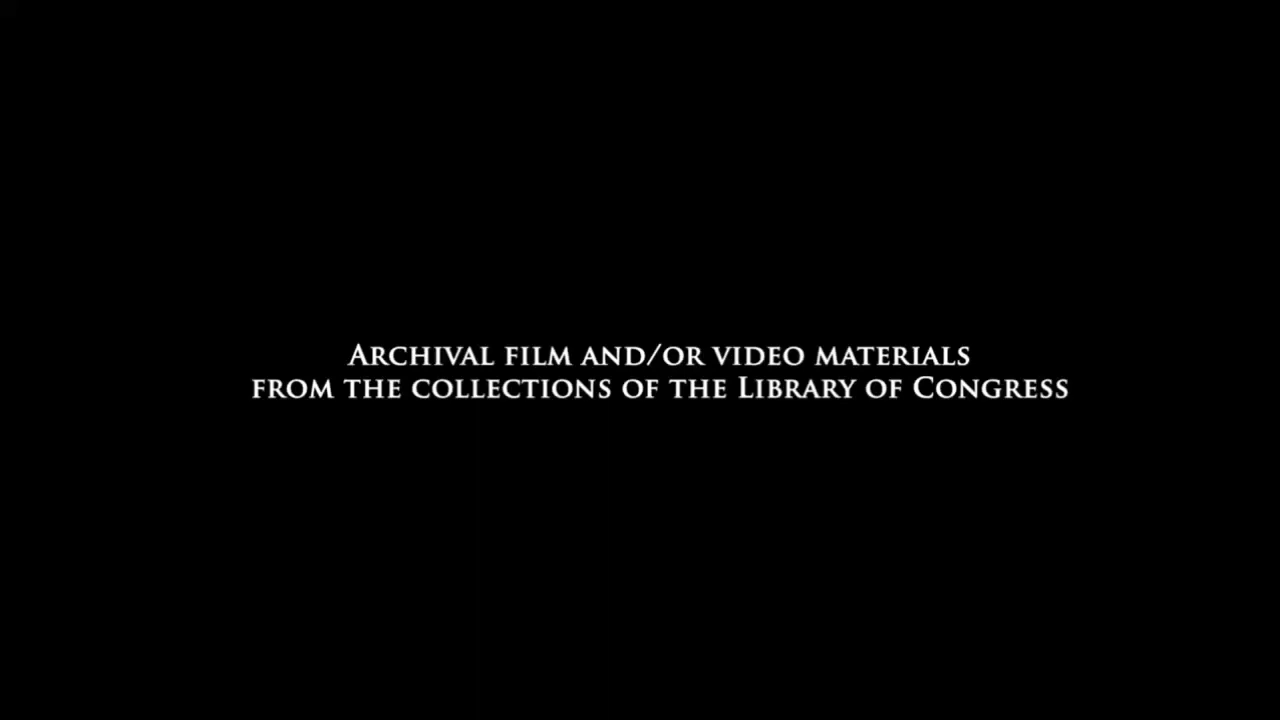 Archival film and/or video materials
from the collections of the Library of Congress